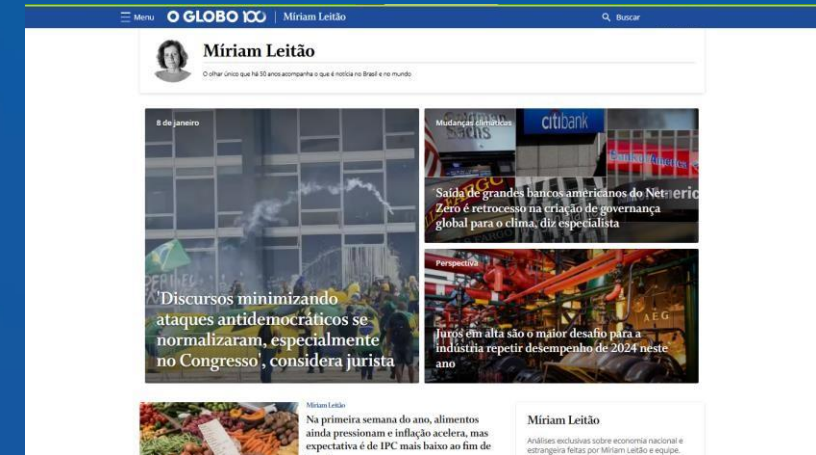 Menu
O GLOBO 100
Míriam Leitão
Buscar
Míriam Leitão
O olhar único que há 50 anos acompanha o que é notícia no Brasil e no mundo
8 de janeiro
'Discursos minimizando
ataques antidemocráticos se
normalizaram, especialmente
no Congresso', considera jurista
Mudanças climáticas
Sachs
citibank
Bank of America
Saída de grandes bancos americanos do Net
Zero é retrocesso na criação de governança
global para o clima, diz especialista
Perspectiva
AEG
Juros em alta são o maior desafio para a
indústria repetir desempenho de 2024 neste
ano
Míriam Leitão
Na primeira semana do ano, alimentos
ainda pressionam e inflação acelera, mas
expectativa é de IPC mais baixo ao fim de
Míriam Leitão
Análises exclusivas sobre economia nacional e
estrangeira feitas por Míriam Leitão e equipe.